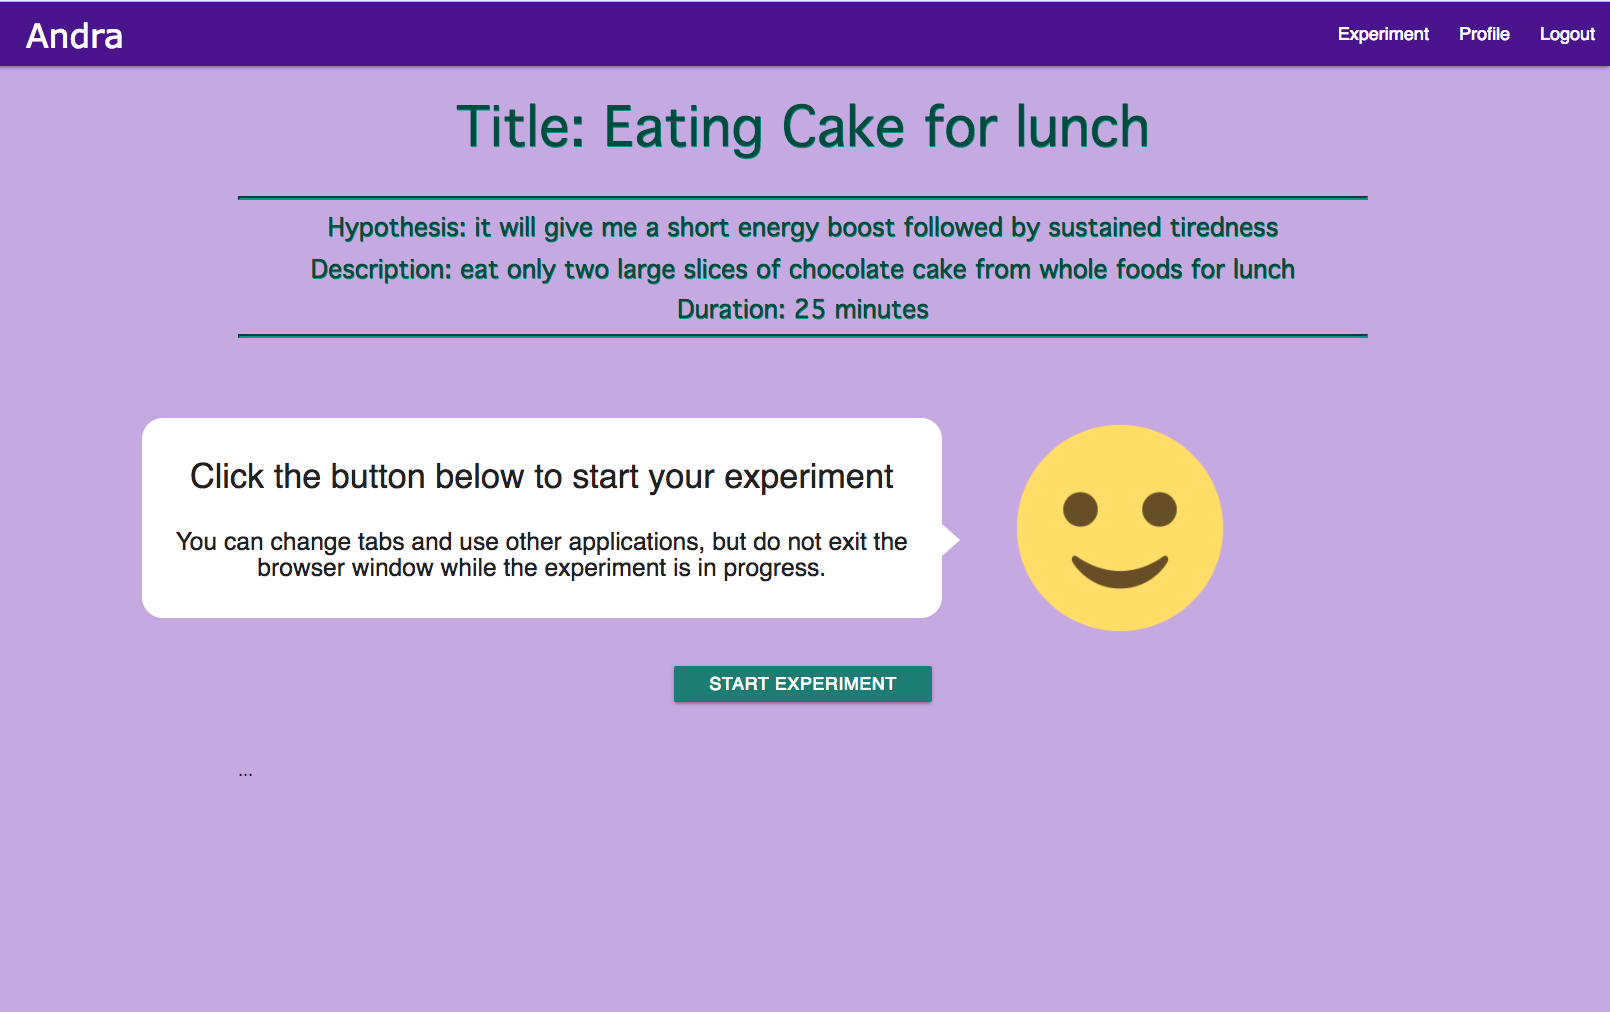 Andra
Experiment
Profile
Logout
Title: Eating Cake for lunch
Hypothesis: it will give me a short energy boost followed by sustained tiredness
Description: eat only two large slices of chocolate cake from whole foods for lunch
Duration: 25 minutes
Click the button below to start your experiment
You can change tabs and use other applications, but do not exit the
browser window while the experiment is in progress.
START EXPERIMENT
...